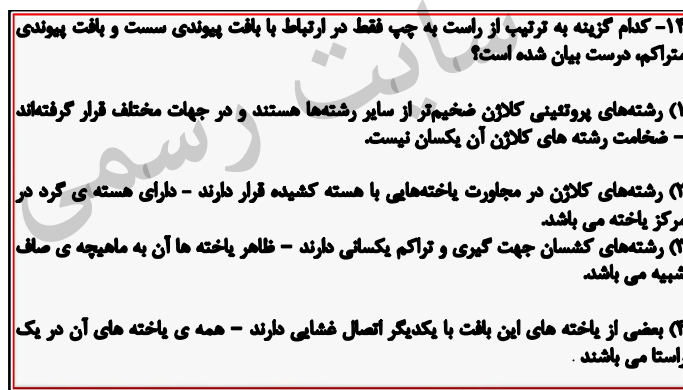 ۱۴- کدام گزینه به ترتیب از راست به چپ فقط در ارتباط با بافت پیوندی سست و بافت پیوندی
متراکم، درست بیان شده است؟
۱) رشته‌های پروتئینی کلاژن ضخیم‌تر از سایر رشته‌ها هستند و در جهات مختلف قرار گرفته‌اند
– ضخامت رشته های کلاژن آن یکسان نیست.
۲) رشته‌های کلاژن در مجاورت یاخته‌هایی با هسته کشیده قرار دارند – دارای هسته ی گرد در
مرکز یاخته می باشد.
۳) رشته‌های کشسان جهت گیری و تراکم یکسانی دارند – ظاهر یاخته ها آن به ماهیچه ی صاف
شبیه می باشد.
۴) بعضی از یاخته های این بافت با یکدیگر اتصال غشایی دارند – همه ی یاخته های آن در یک
راستا می باشند .
سایت رسمی